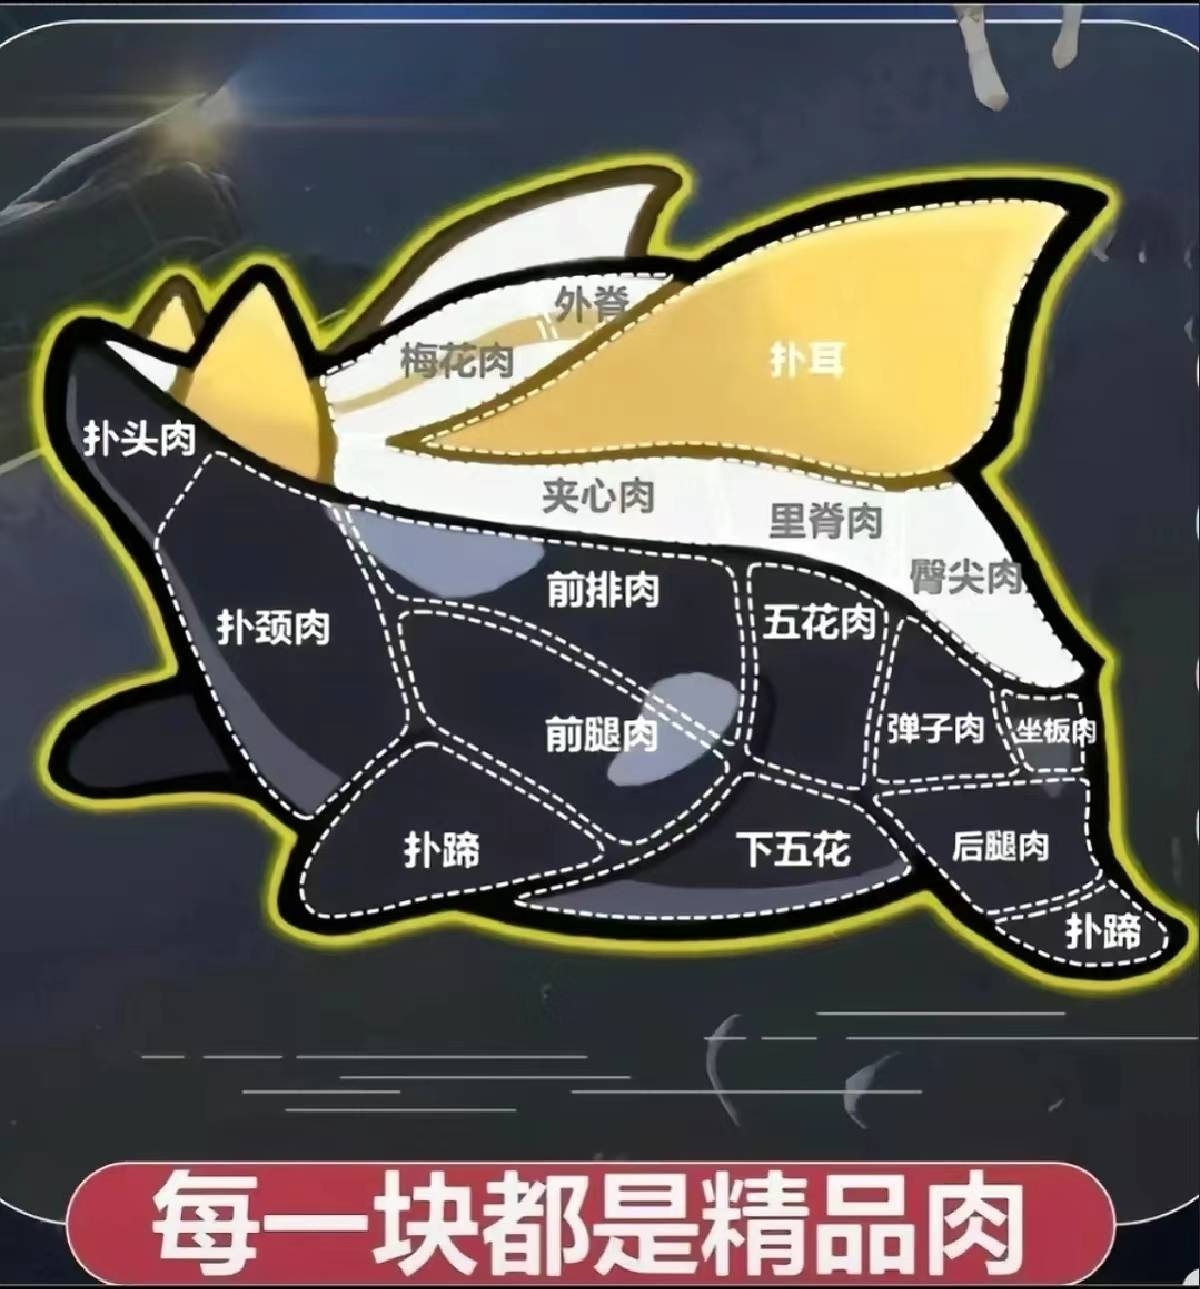 外脊
梅花肉
扑耳
扑头肉
夹心肉
里脊肉
臀尖肉
前排肉
五花肉
扑颈肉
前腿肉
弹子肉
坐板肉
扑蹄
下五花
后腿肉
扑蹄
每一块都是精品肉